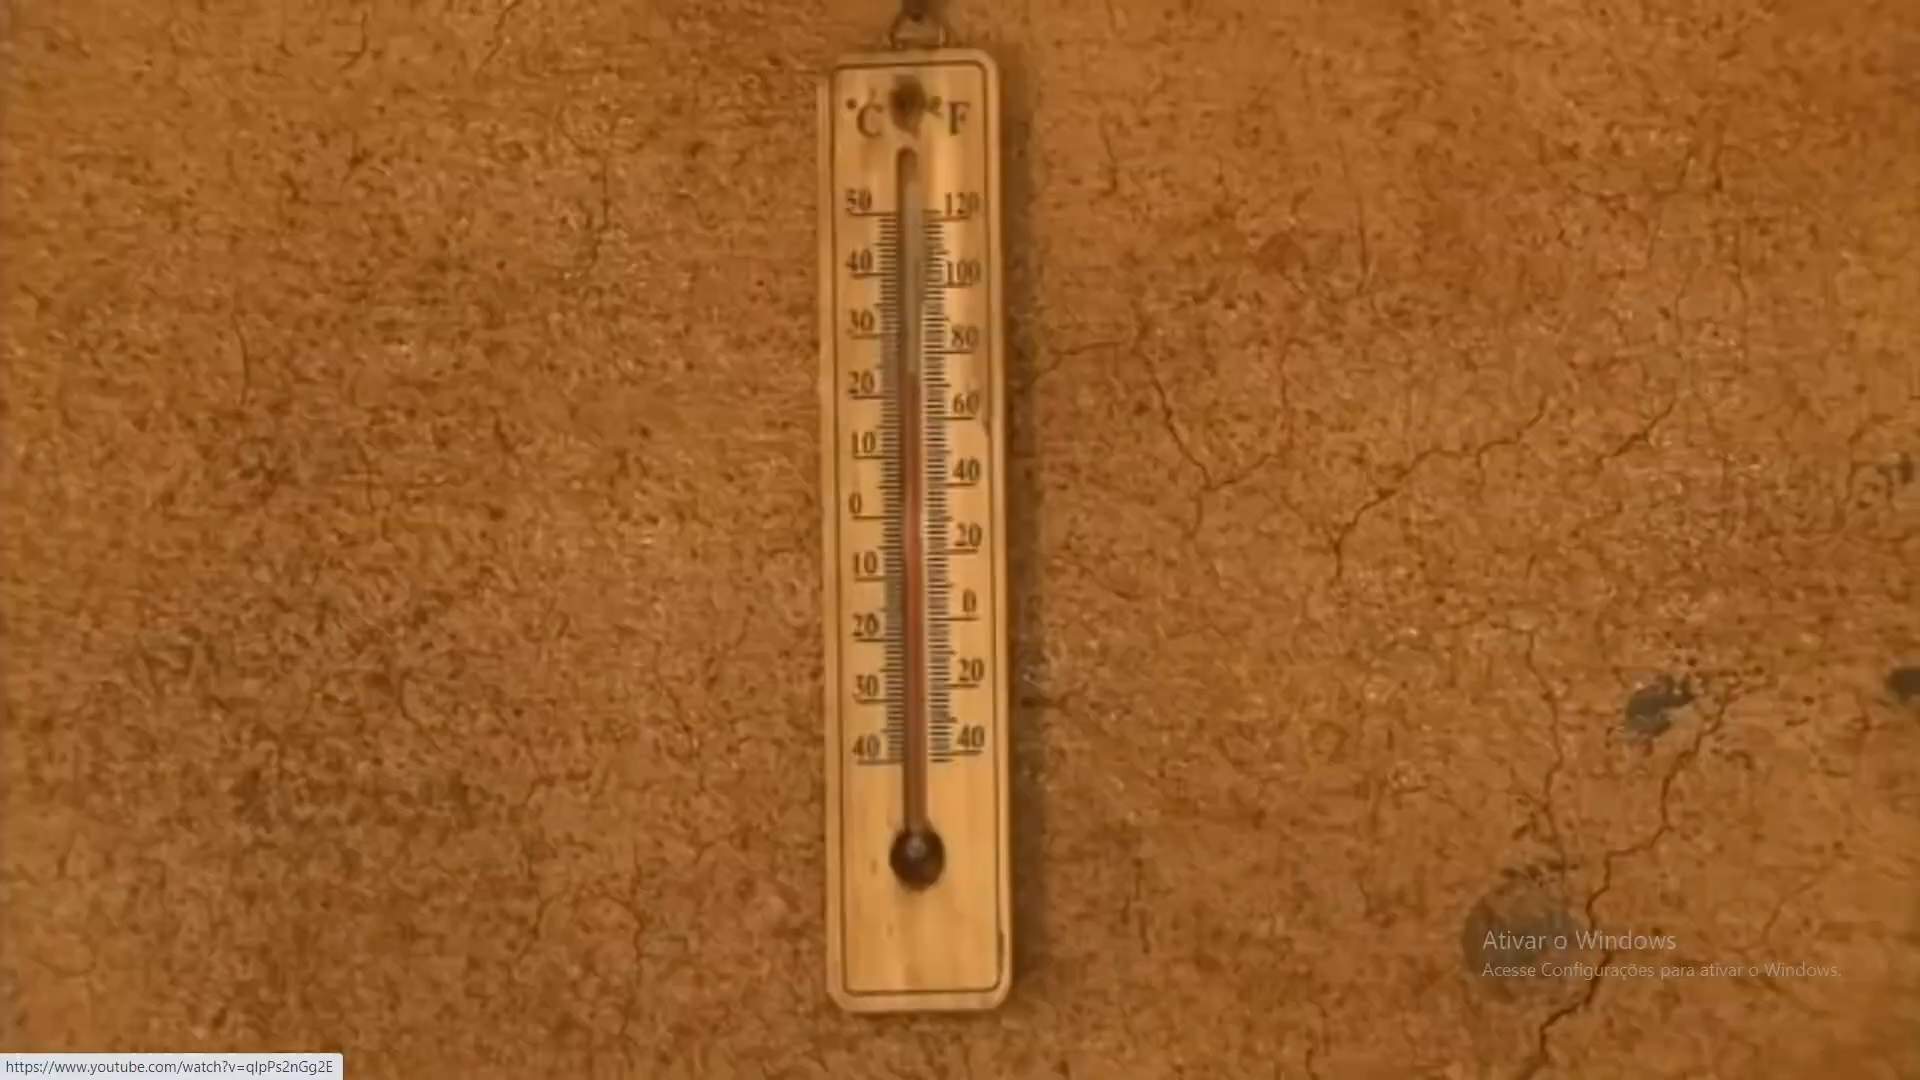 °C °F
50 120
40 100
30 80
20 60
10 40
0 20
10 0
20 20
30 40
40
Ativar o Windows
Acesse Configurações para ativar o Windows.
https://www.youtube.com/watch?v=qIpPs2nGg2E